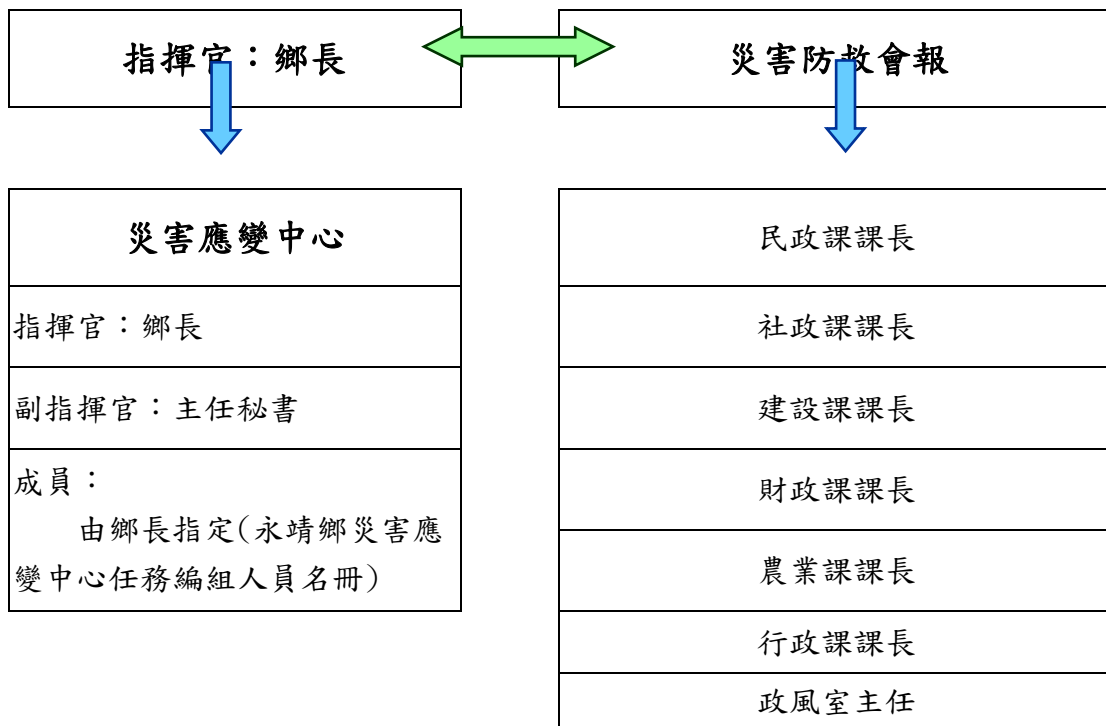 指揮官：鄉長
災害防救會報
災害應變中心
指揮官：鄉長
副指揮官：主任秘書
成員：
由鄉長指定(永靖鄉災害應
變中心任務編組人員名冊)
民政課課長
社政課課長
建設課課長
財政課課長
農業課課長
行政課課長
政風室主任